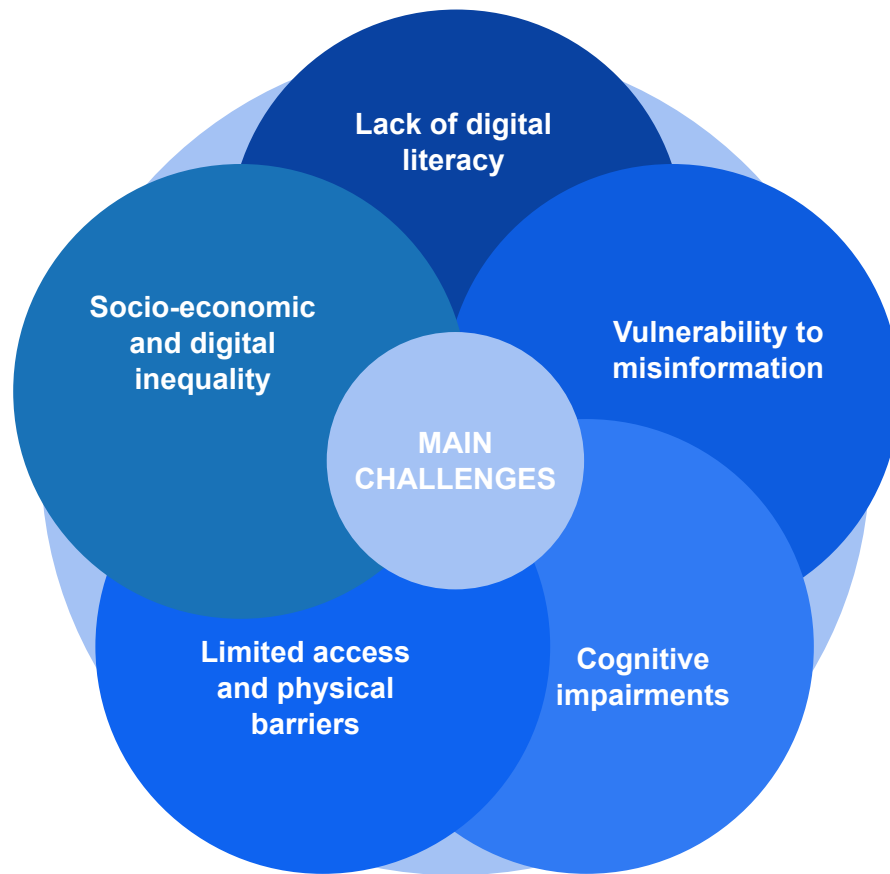 Lack of digital
literacy
Vulnerability to
misinformation
Cognitive
impairments
Limited access
and physical
barriers
Socio-economic
and digital
inequality
MAIN
CHALLENGES